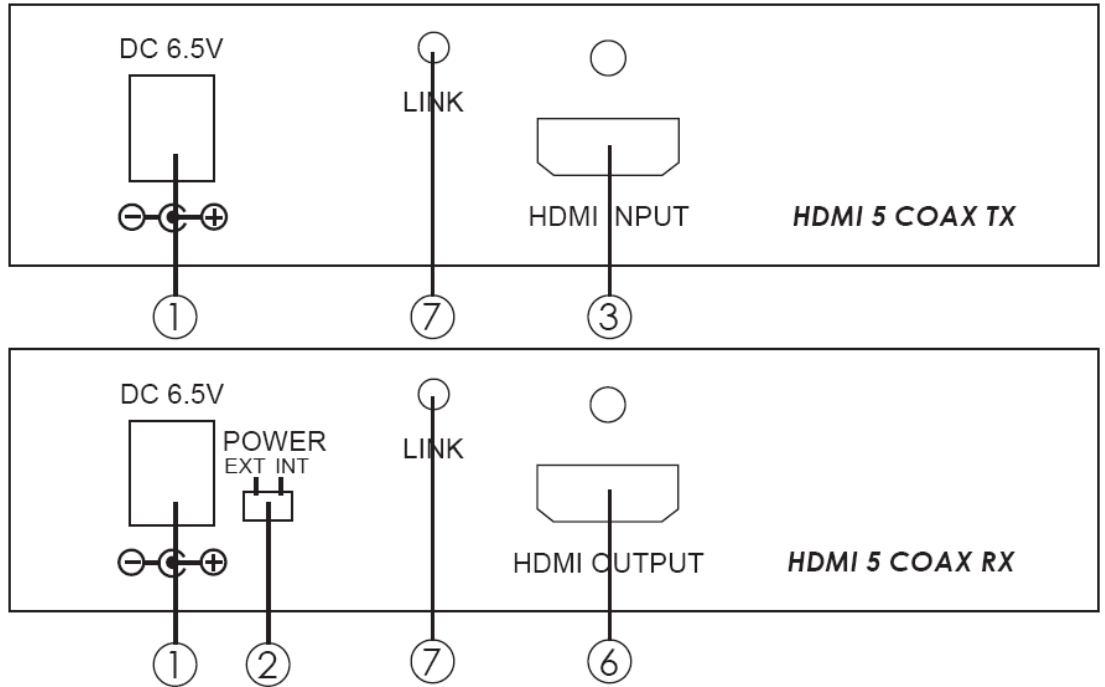 DC 6.5V
LINK
HDMI INPUT
HDMI 5 COAX TX
1 7 3
DC 6.5V
POWER
EXT INT
LINK
HDMI OUTPUT
HDMI 5 COAX RX
1 2 7 6